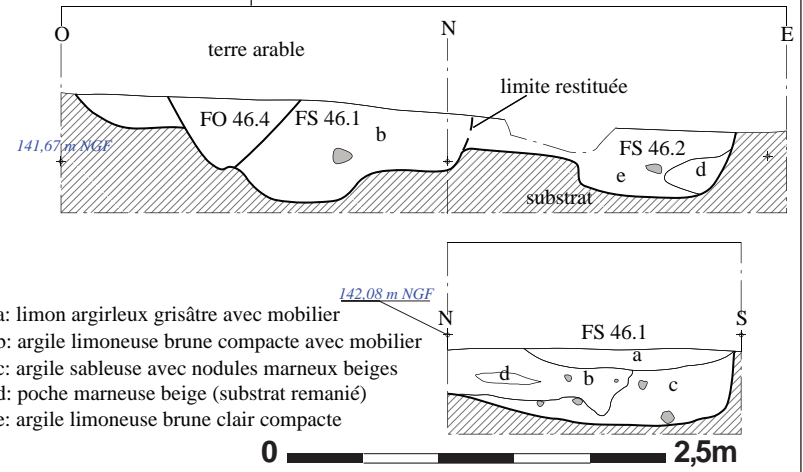 O
N
E
terre arable
limite restituée
FO 46.4
FS 46.1
b
141,67 m NGF
FS 46.2
e
d
substrat
142,08 m NGF
N
FS 46.1
S
a
d
b
c
a: limon argirleux grisâtre avec mobilier
b: argile limoneuse brune compacte avec mobilier
c: argile sableuse avec nodules marneux beiges
d: poche marneuse beige (substrat remanié)
e: argile limoneuse brune clair compacte
0
2,5m